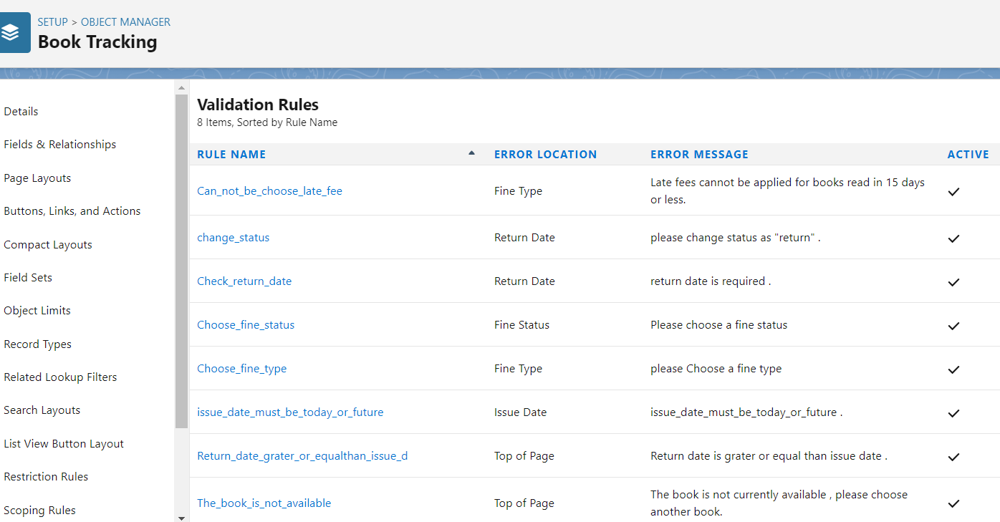 SETUP > OBJECT MANAGER
Book Tracking
Details
Fields & Relationships
Page Layouts
Buttons, Links, and Actions
Compact Layouts
Field Sets
Object Limits
Record Types
Related Lookup Filters
Search Layouts
List View Button Layout
Restriction Rules
Scoping Rules
Validation Rules
8 Items, Sorted by Rule Name
RULE NAME ERROR LOCATION ERROR MESSAGE ACTIVE
Can_not_be_choose_late_fee Fine Type Late fees cannot be applied for books read in 15 days
or less.
change_status Return Date please change status as "return" .
Check_return_date Return Date return date is required .
Choose_fine_status Fine Status Please choose a fine status
Choose_fine_type Fine Type please Choose a fine type
issue_date_must_be_today_or_future Issue Date issue_date_must_be_today_or_future .
Return_date_grater_or_equalthan_issue_d Top of Page Return date is grater or equal than issue date .
The_book_is_not_available Top of Page The book is not currently available , please choose
another book.